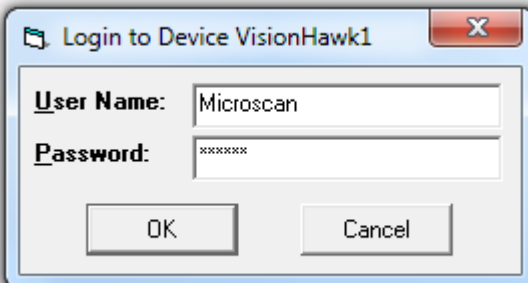 Login to Device VisionHawk1
User Name: Microscan
Password: ******
OK Cancel